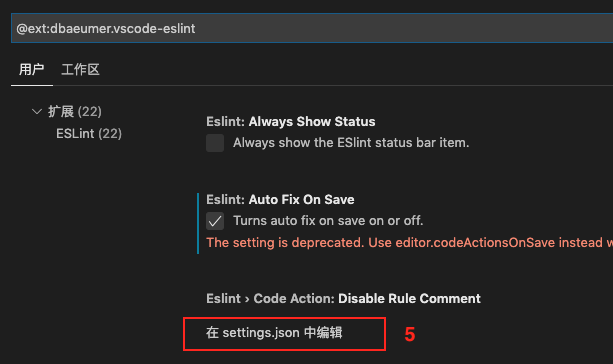 @ext:dbaeumer.vscode-eslint
用户 工作区
扩展 (22)
ESLint (22)
Eslint: Always Show Status
Always show the ESlint status bar item.
Eslint: Auto Fix On Save
Turns auto fix on save on or off.
The setting is deprecated. Use editor.codeActionsOnSave instead w
Eslint › Code Action: Disable Rule Comment
在 settings.json 中编辑 5